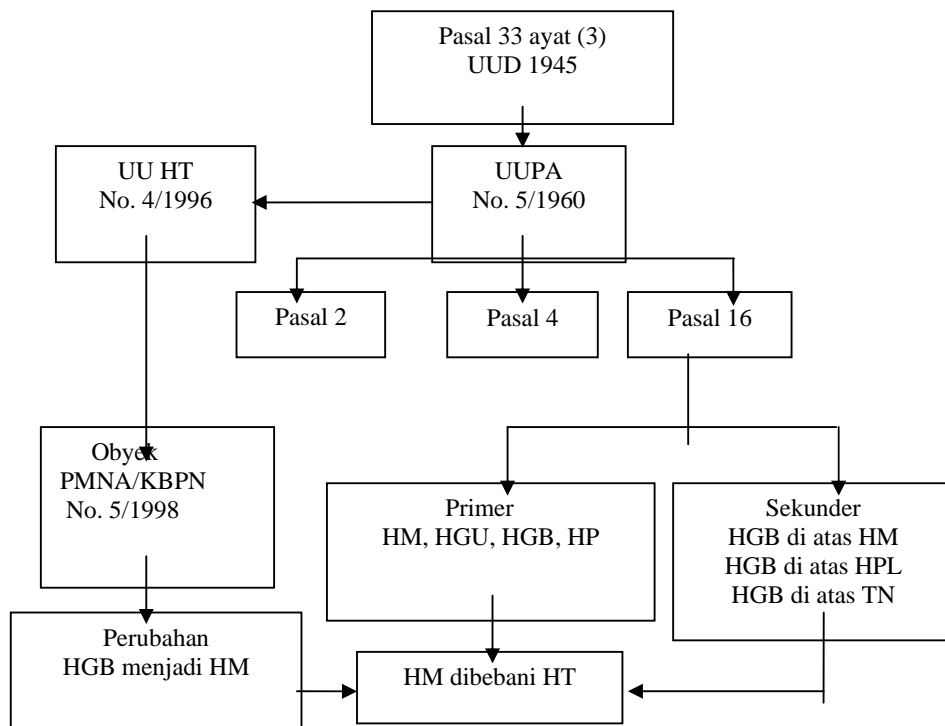 Pasal 33 ayat (3)
UUD 1945
UU HT
No. 4/1996
UUPA
No. 5/1960
Pasal 2
Pasal 4
Pasal 16
Obyek
PMNA/KBPN
No. 5/1998
Primer
HM, HGU, HGB, HP
Sekunder
HGB di atas HM
HGB di atas HPL
HGB di atas TN
Perubahan
HGB menjadi HM
HM dibebani HT